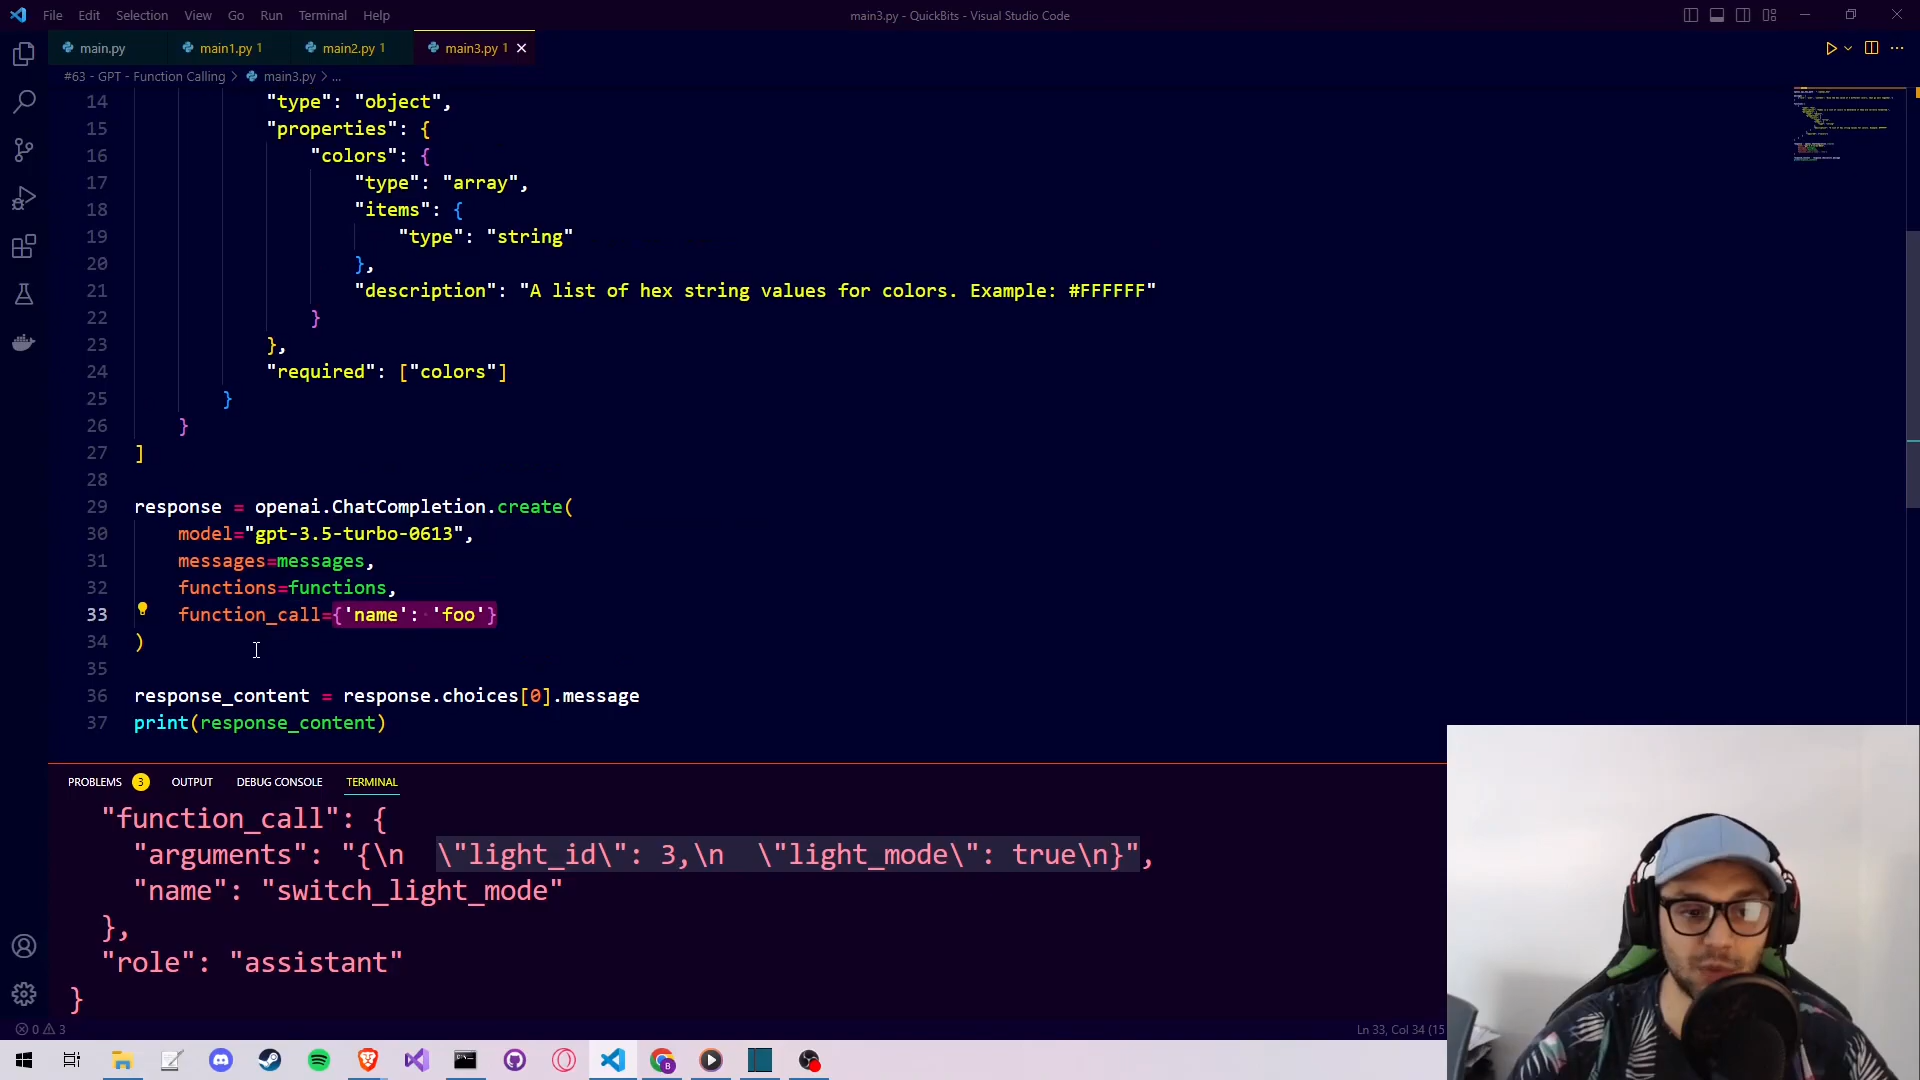 File Edit Selection View Go Run Terminal Help
main3.py - QuickBits - Visual Studio Code
main.py main1.py 1 main2.py 1 main3.py 1
#63 - GPT - Function Calling > main3.py > ...
14 "type": "object",
15 "properties": {
16 "colors": {
17 "type": "array",
18 "items": {
19 "type": "string"
20 },
21 "description": "A list of hex string values for colors. Example: #FFFFFF"
22 }
23 },
24 "required": ["colors"]
25 }
26 }
27 ]
28
29 response = openai.ChatCompletion.create(
30 model="gpt-3.5-turbo-0613",
31 messages=messages,
32 functions=functions,
33 function_call={'name': 'foo'}
34 )
35
36 response_content = response.choices[0].message
37 print(response_content)
PROBLEMS 3 OUTPUT DEBUG CONSOLE TERMINAL
"function_call": {
"arguments": "{\n  \"light_id\": 3,\n  \"light_mode\": true\n}",
"name": "switch_light_mode"
},
"role": "assistant"
}
0 3
Ln 33, Col 34 (15
B